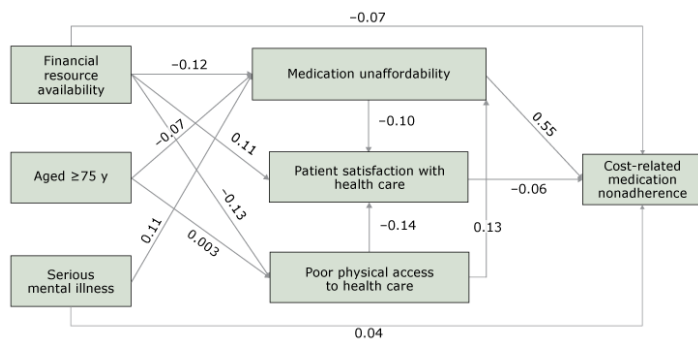 −0.07
Financial
resource
availability
−0.12
Medication unaffordability
−0.07
0.11
−0.10
0.55
Aged ≥75 y
Patient satisfaction with
health care
−0.06
Cost-related
medication
nonadherence
−0.13
0.11
0.003
−0.14
0.13
Serious
mental illness
Poor physical access
to health care
0.04